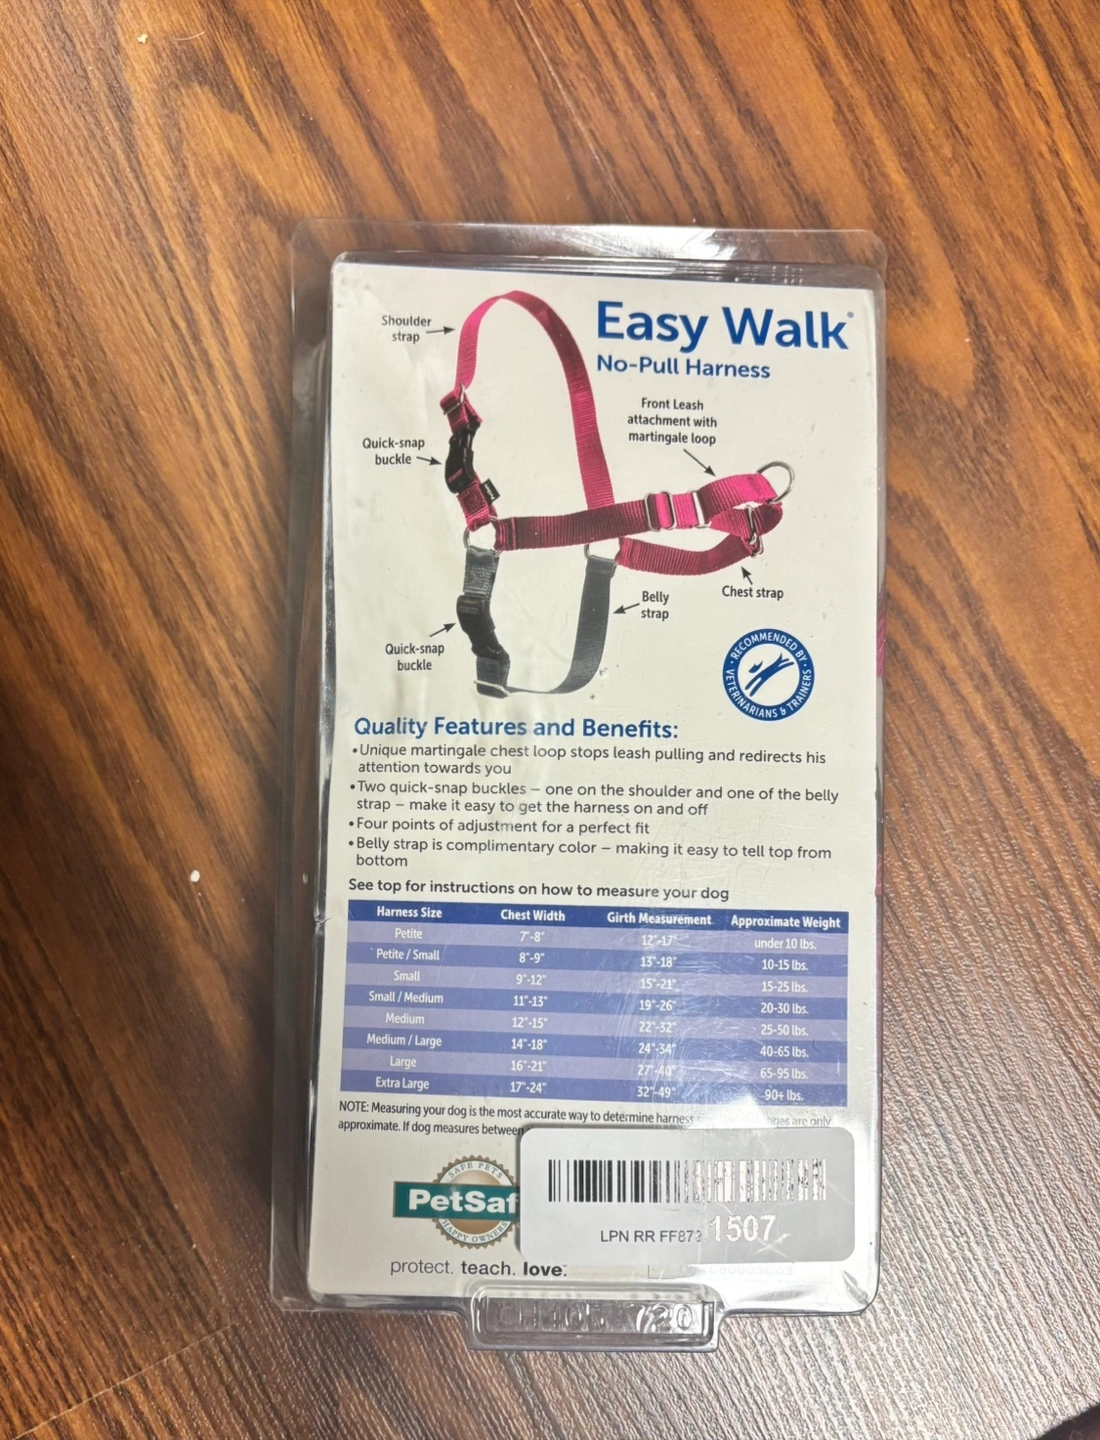 Easy Walk®
No-Pull Harness
Shoulder
strap
Quick-snap
buckle
Front Leash
attachment with
martingale loop
Chest strap
Belly
strap
Quick-snap
buckle
RECOMMENDED BY
VETERINARIANS & TRAINERS
Quality Features and Benefits:
•Unique martingale chest loop stops leash pulling and redirects his
attention towards you
•Two quick-snap buckles – one on the shoulder and one of the belly
strap – make it easy to get the harness on and off
•Four points of adjustment for a perfect fit
•Belly strap is complimentary color – making it easy to tell top from
bottom
See top for instructions on how to measure your dog
Harness Size Chest Width Girth Measurement Approximate Weight
Petite 7"-8" 12"-17" under 10 lbs.
Petite / Small 8"-9" 13"-18" 10-15 lbs.
Small 9"-12" 15"-21" 15-25 lbs.
Small / Medium 11"-13" 19"-26" 20-30 lbs.
Medium 12"-15" 22"-32" 25-50 lbs.
Medium / Large 14"-18" 24"-34" 40-65 lbs.
Large 16"-21" 27"-40" 65-95 lbs.
Extra Large 17"-24" 32"-49" 90+ lbs.
NOTE: Measuring your dog is the most accurate way to determine harness are only
approximate. If dog measures between
SAFE PETS
PetSaf
HAPPY OWNERS
protect. teach. love.
LPN RR FF873 1507